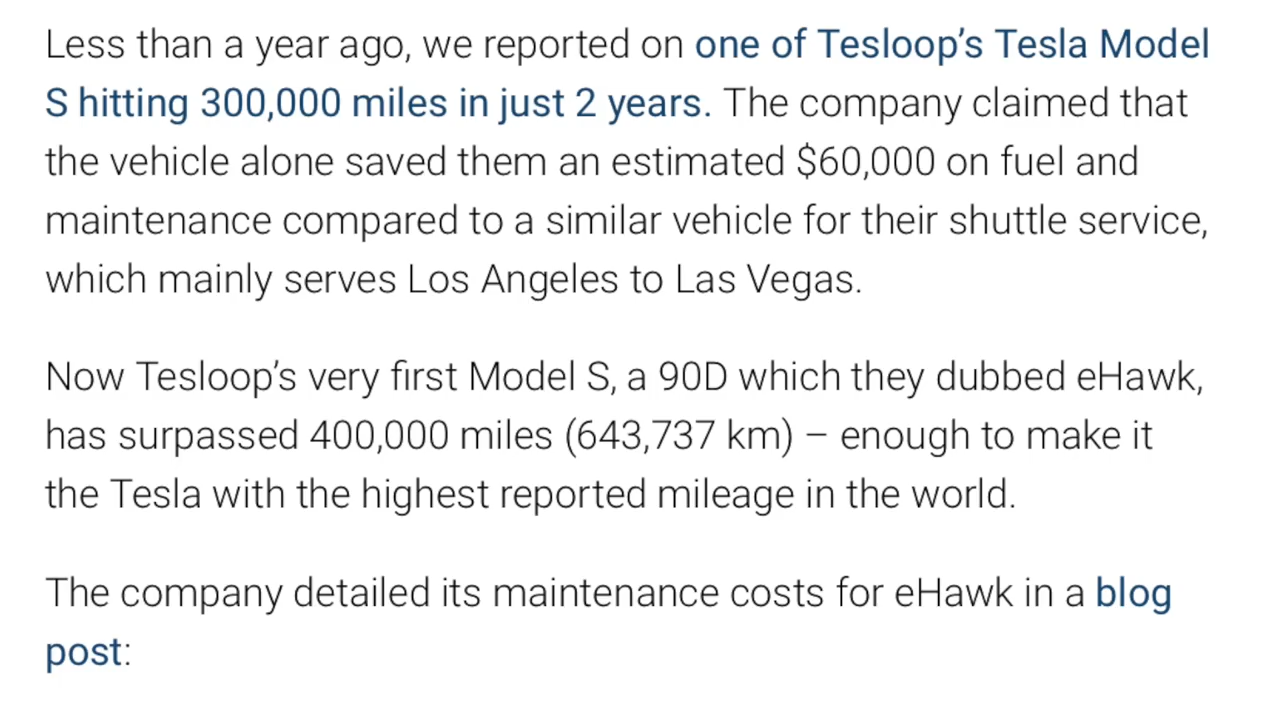 Less than a year ago, we reported on one of Tesloop’s Tesla Model
S hitting 300,000 miles in just 2 years. The company claimed that
the vehicle alone saved them an estimated $60,000 on fuel and
maintenance compared to a similar vehicle for their shuttle service,
which mainly serves Los Angeles to Las Vegas.
Now Tesloop’s very first Model S, a 90D which they dubbed eHawk,
has surpassed 400,000 miles (643,737 km) – enough to make it
the Tesla with the highest reported mileage in the world.
The company detailed its maintenance costs for eHawk in a blog
post: